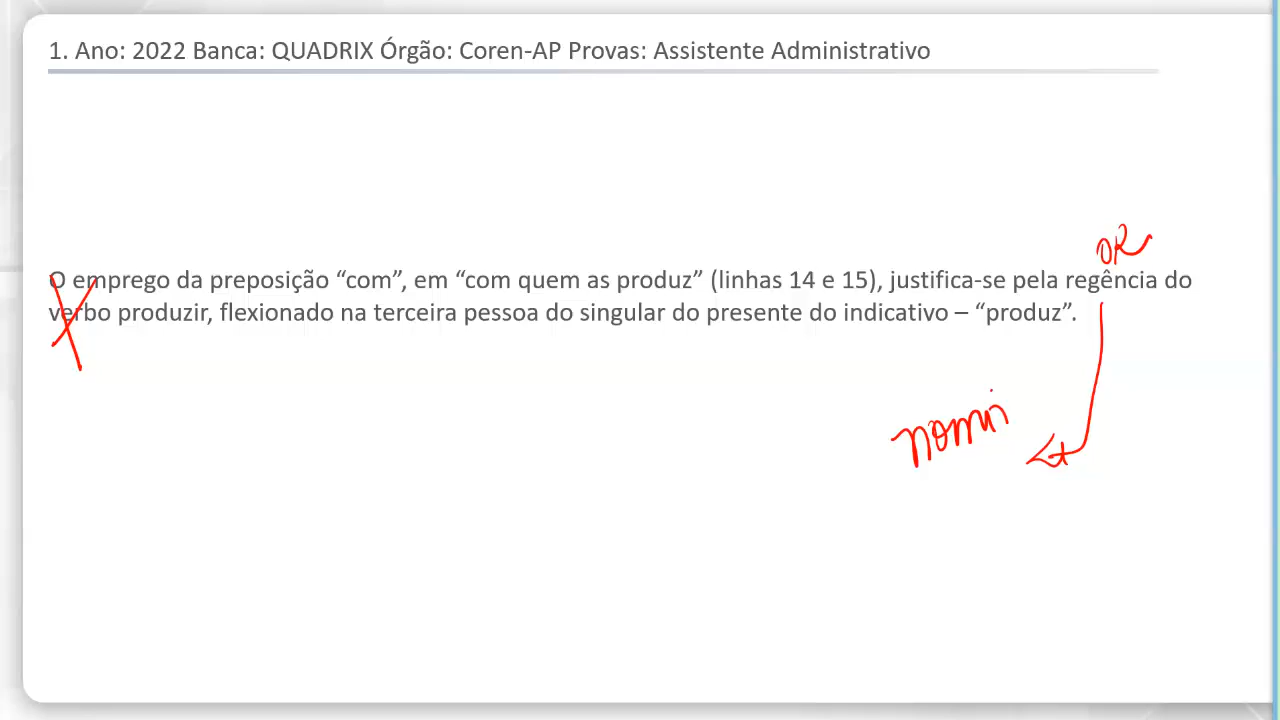 1. Ano: 2022 Banca: QUADRIX Órgão: Coren-AP Provas: Assistente Administrativo
OK
O emprego da preposição “com”, em “com quem as produz” (linhas 14 e 15), justifica-se pela regência do
verbo produzir, flexionado na terceira pessoa do singular do presente do indicativo – “produz”.
nomi